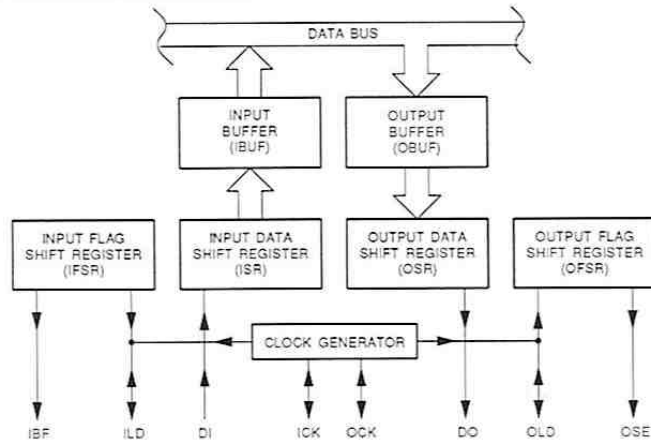 DATA BUS
INPUT
BUFFER
(IBUF)
OUTPUT
BUFFER
(OBUF)
INPUT FLAG
SHIFT REGISTER
(IFSR)
INPUT DATA
SHIFT REGISTER
(ISR)
OUTPUT DATA
SHIFT REGISTER
(OSR)
OUTPUT FLAG
SHIFT REGISTER
(OFSR)
CLOCK GENERATOR
IBF ILD DI ICK OCK DO OLD OSE